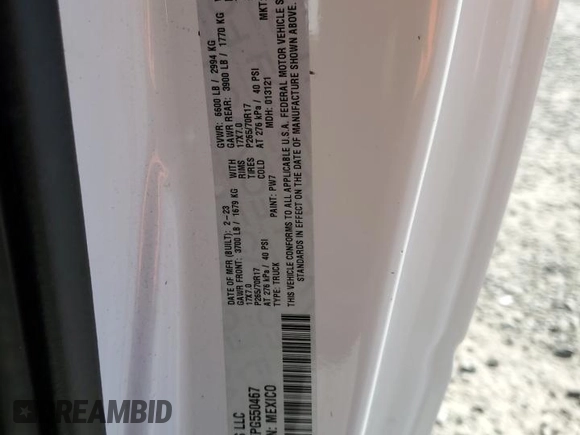 DATE OF MFR (BUILT): 2-23 GVWR: 6600 LB / 2994 KG
GAWR FRONT: 3700 LB / 1679 KG WITH GAWR REAR: 3900 LB / 1770 KG
17X7.0 RIMS 17X7.0
P265/70R17 TIRES P265/70R17
AT 276 kPa / 40 PSI COLD AT 276 kPa / 40 PSI
TYPE: TRUCK PAINT: PW7 MDH: 013121 MKT
THIS VEHICLE CONFORMS TO ALL APPLICABLE U.S.A. FEDERAL MOTOR VEHICLE S
STANDARDS IN EFFECT ON THE DATE OF MANUFACTURE SHOWN ABOVE.
LLC
PG550467
MEXICO
FAX.